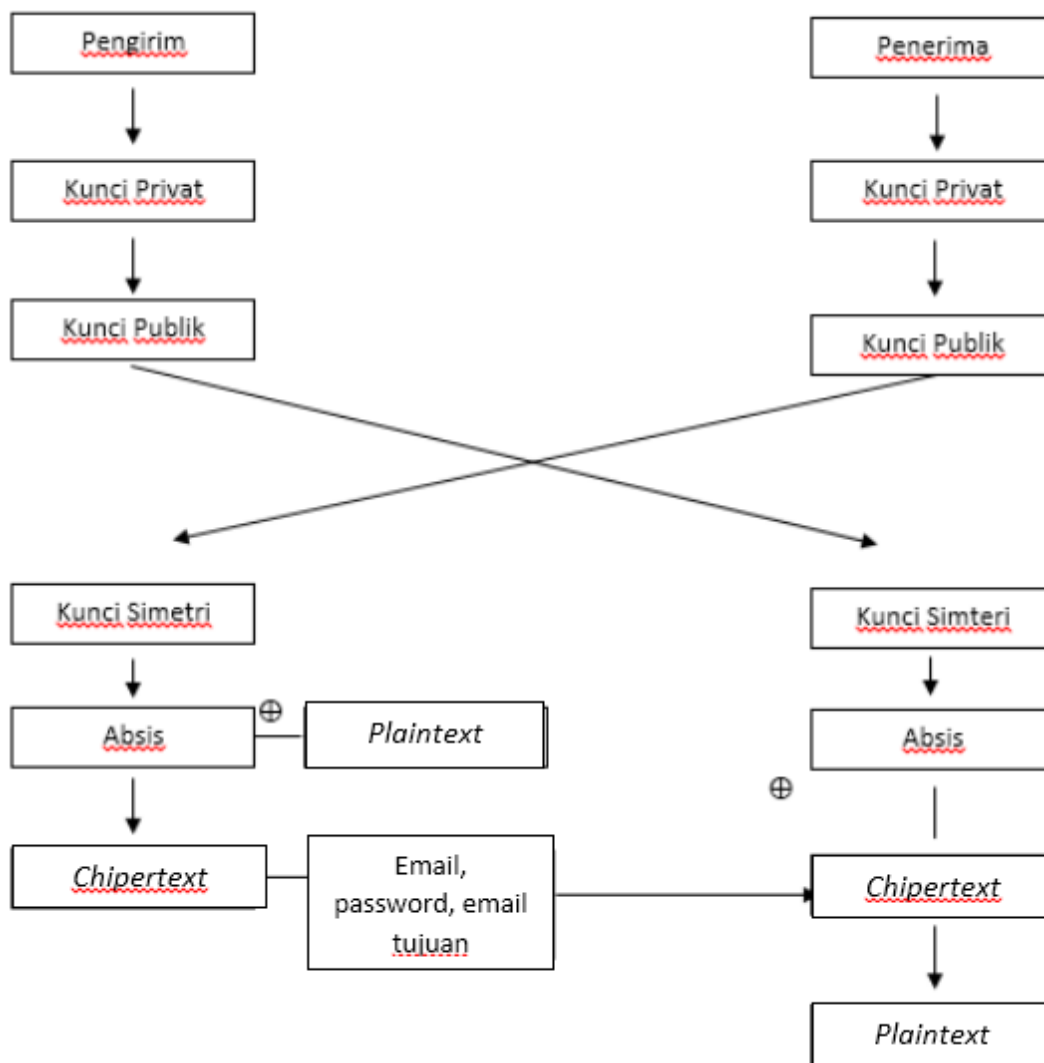 Pengirim
Penerima
Kunci Privat
Kunci Privat
Kunci Publik
Kunci Publik
Kunci Simetri
Kunci Simteri
Absis
⊕
Plaintext
Absis
⊕
Chipertext
Email,
password, email
tujuan
Chipertext
Plaintext